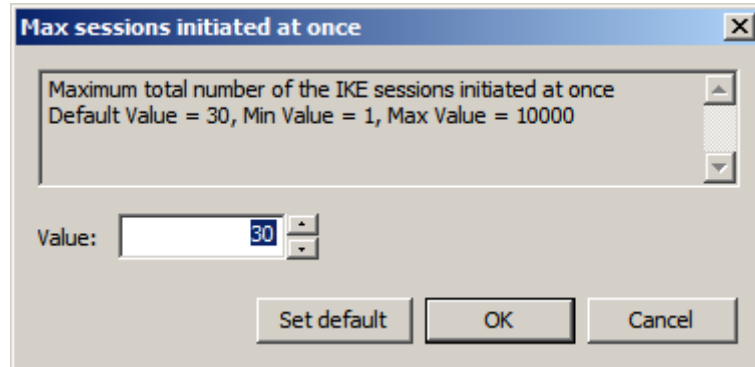 Max sessions initiated at once
Maximum total number of the IKE sessions initiated at once
Default Value = 30, Min Value = 1, Max Value = 10000
Value: 30
Set default OK Cancel